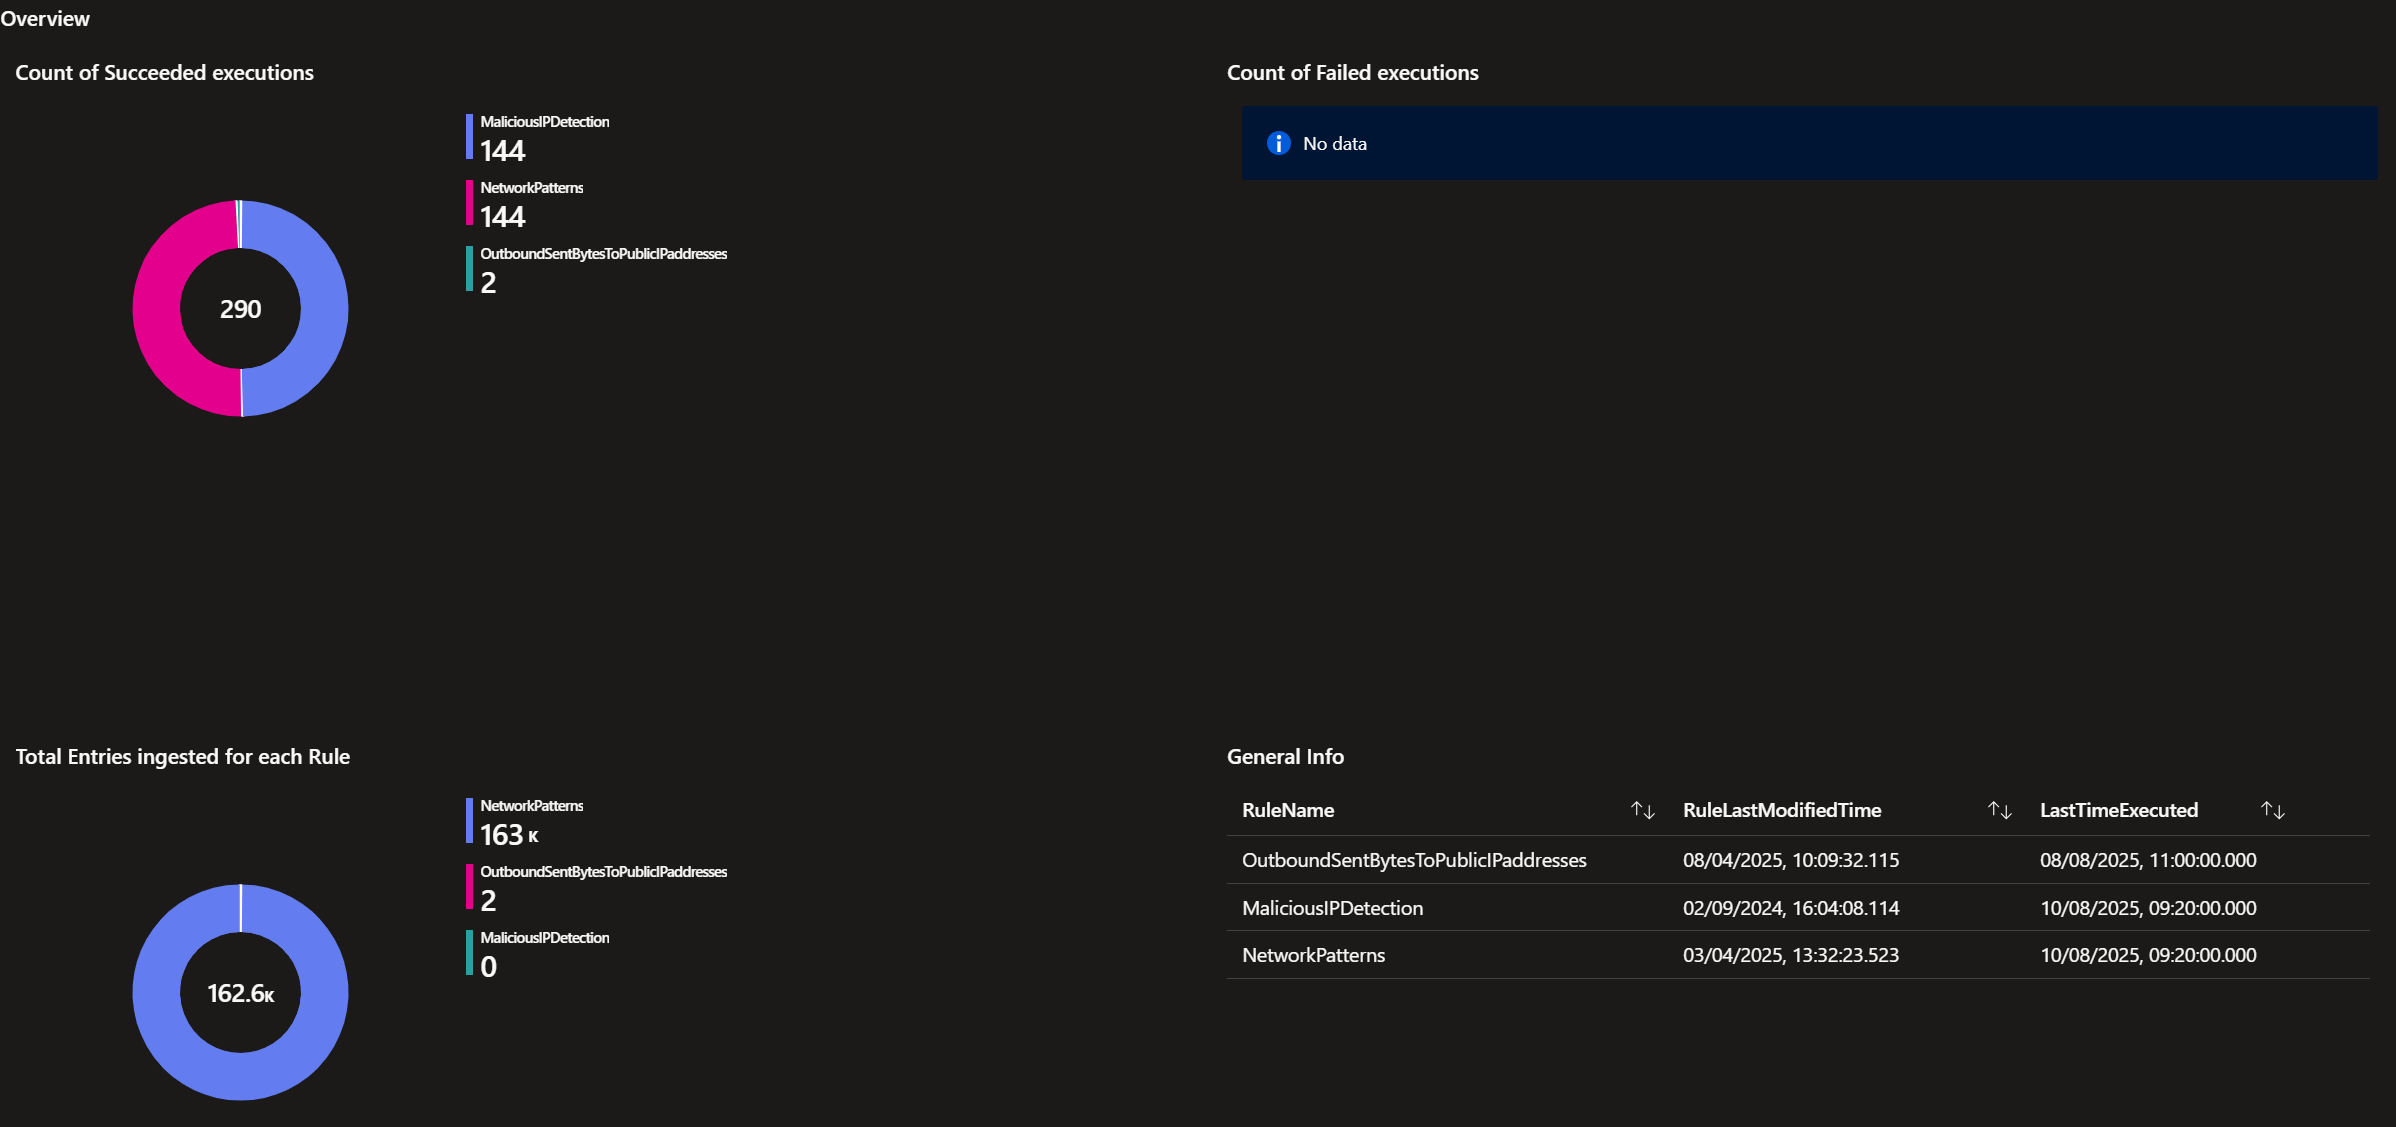 Overview
Count of Succeeded executions
MaliciousIPDetection
144
NetworkPatterns
144
OutboundSentBytesToPublicIPaddresses
2
290
Count of Failed executions
No data
Total Entries ingested for each Rule
NetworkPatterns
163 K
OutboundSentBytesToPublicIPaddresses
2
MaliciousIPDetection
0
162.6K
General Info
RuleName RuleLastModifiedTime LastTimeExecuted
OutboundSentBytesToPublicIPaddresses 08/04/2025, 10:09:32.115 08/08/2025, 11:00:00.000
MaliciousIPDetection 02/09/2024, 16:04:08.114 10/08/2025, 09:20:00.000
NetworkPatterns 03/04/2025, 13:32:23.523 10/08/2025, 09:20:00.000